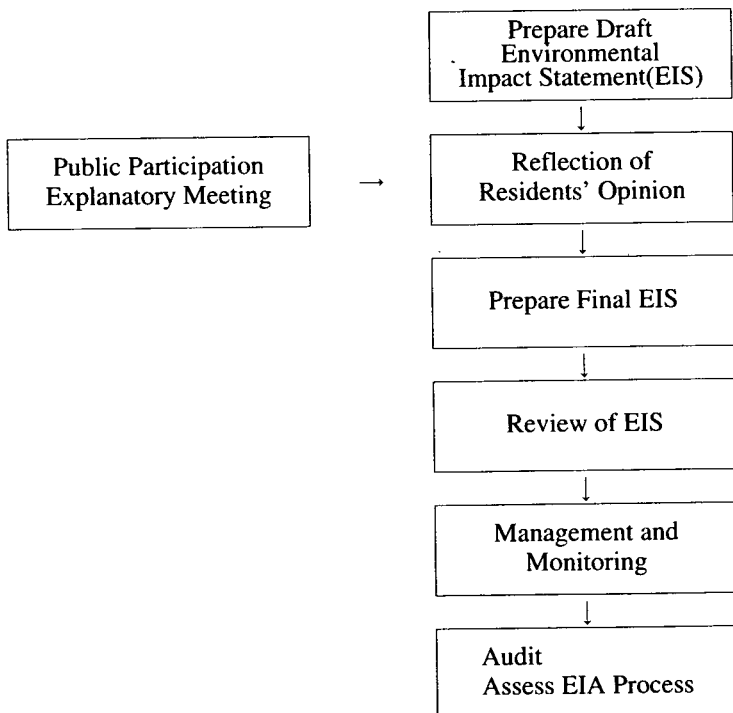 Prepare Draft
Environmental
Impact Statement(EIS)
Public Participation
Explanatory Meeting
Reflection of
Residents' Opinion
Prepare Final EIS
Review of EIS
Management and
Monitoring
Audit
Assess EIA Process